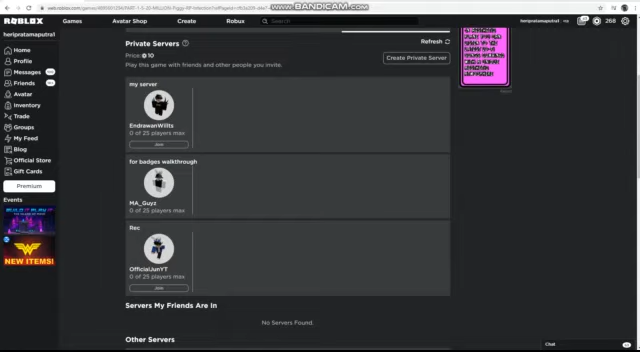 www.BANDICAM.com
ROBLOX
Games
Avatar Shop
Create
Robux
Search
268
heripratamaputra1
Home
Profile
Messages
Friends
Avatar
Inventory
Trade
Groups
My Feed
Blog
Official Store
Gift Cards
Premium
Events
NEW ITEMS!
Private Servers
Refresh
Price: 10
Play this game with friends and other people you invite.
Create Private Server
my server
EndrawanWillts
0 of 25 players max
Join
for badges walkthrough
MA_Guyz
0 of 25 players max
Rec
OfficialJunYT
0 of 25 players max
Join
Servers My Friends Are In
No Servers Found.
Other Servers
Chat